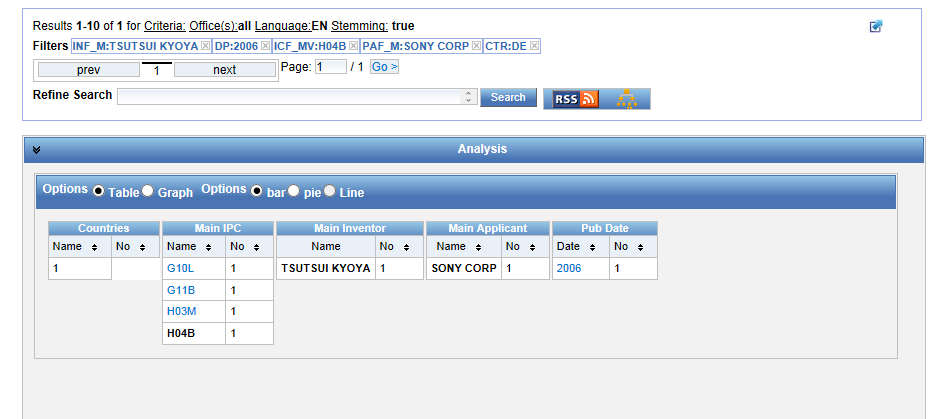 Results 1-10 of 1 for Criteria: Office(s):all Language:EN Stemming: true
Filters INF_M:TSUTSUI KYOYA DP:2006 ICF_MV:H04B PAF_M:SONY CORP CTR:DE
prev 1 next Page: 1 / 1 Go >
Refine Search Search RSS
Analysis
Options Table Graph Options bar pie Line
Countries Main IPC Main Inventor Main Applicant Pub Date
Name No Name No Name No Name No Date No
1 G10L 1 TSUTSUI KYOYA 1 SONY CORP 1 2006 1
G11B 1
H03M 1
H04B 1